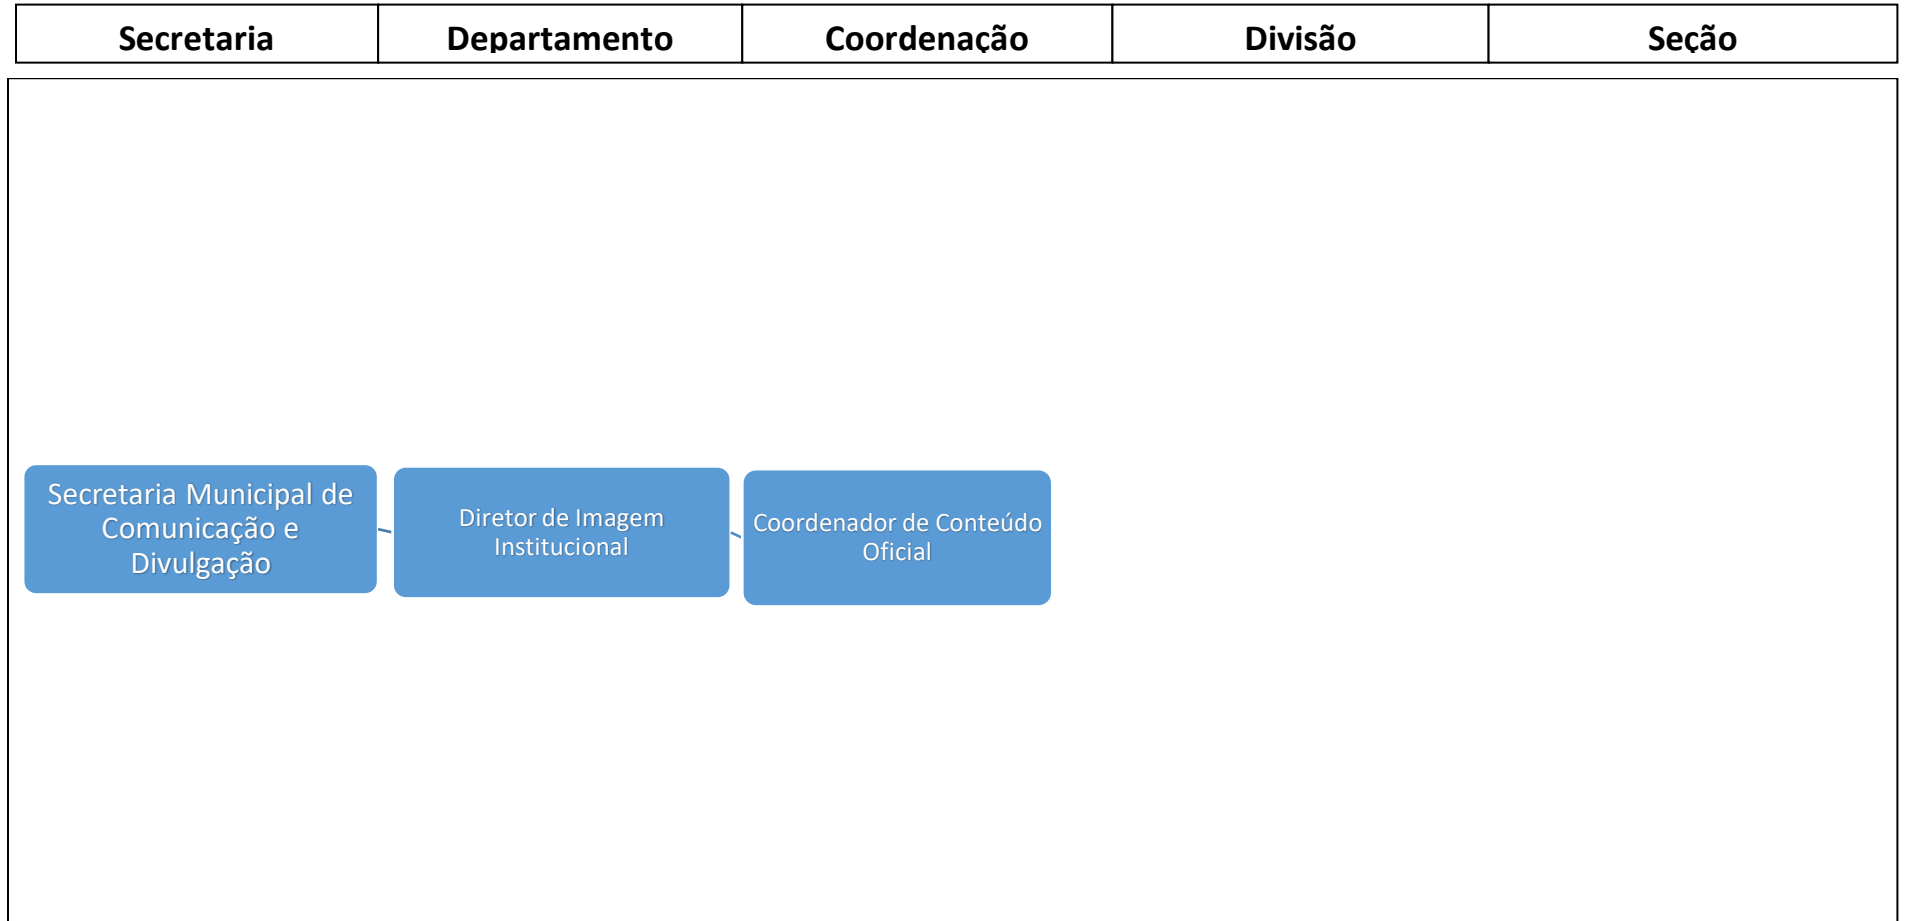 Secretaria
Departamento
Coordenação
Divisão
Seção
Secretaria Municipal de
Comunicação e
Divulgação
Diretor de Imagem
Institucional
Coordenador de Conteúdo
Oficial